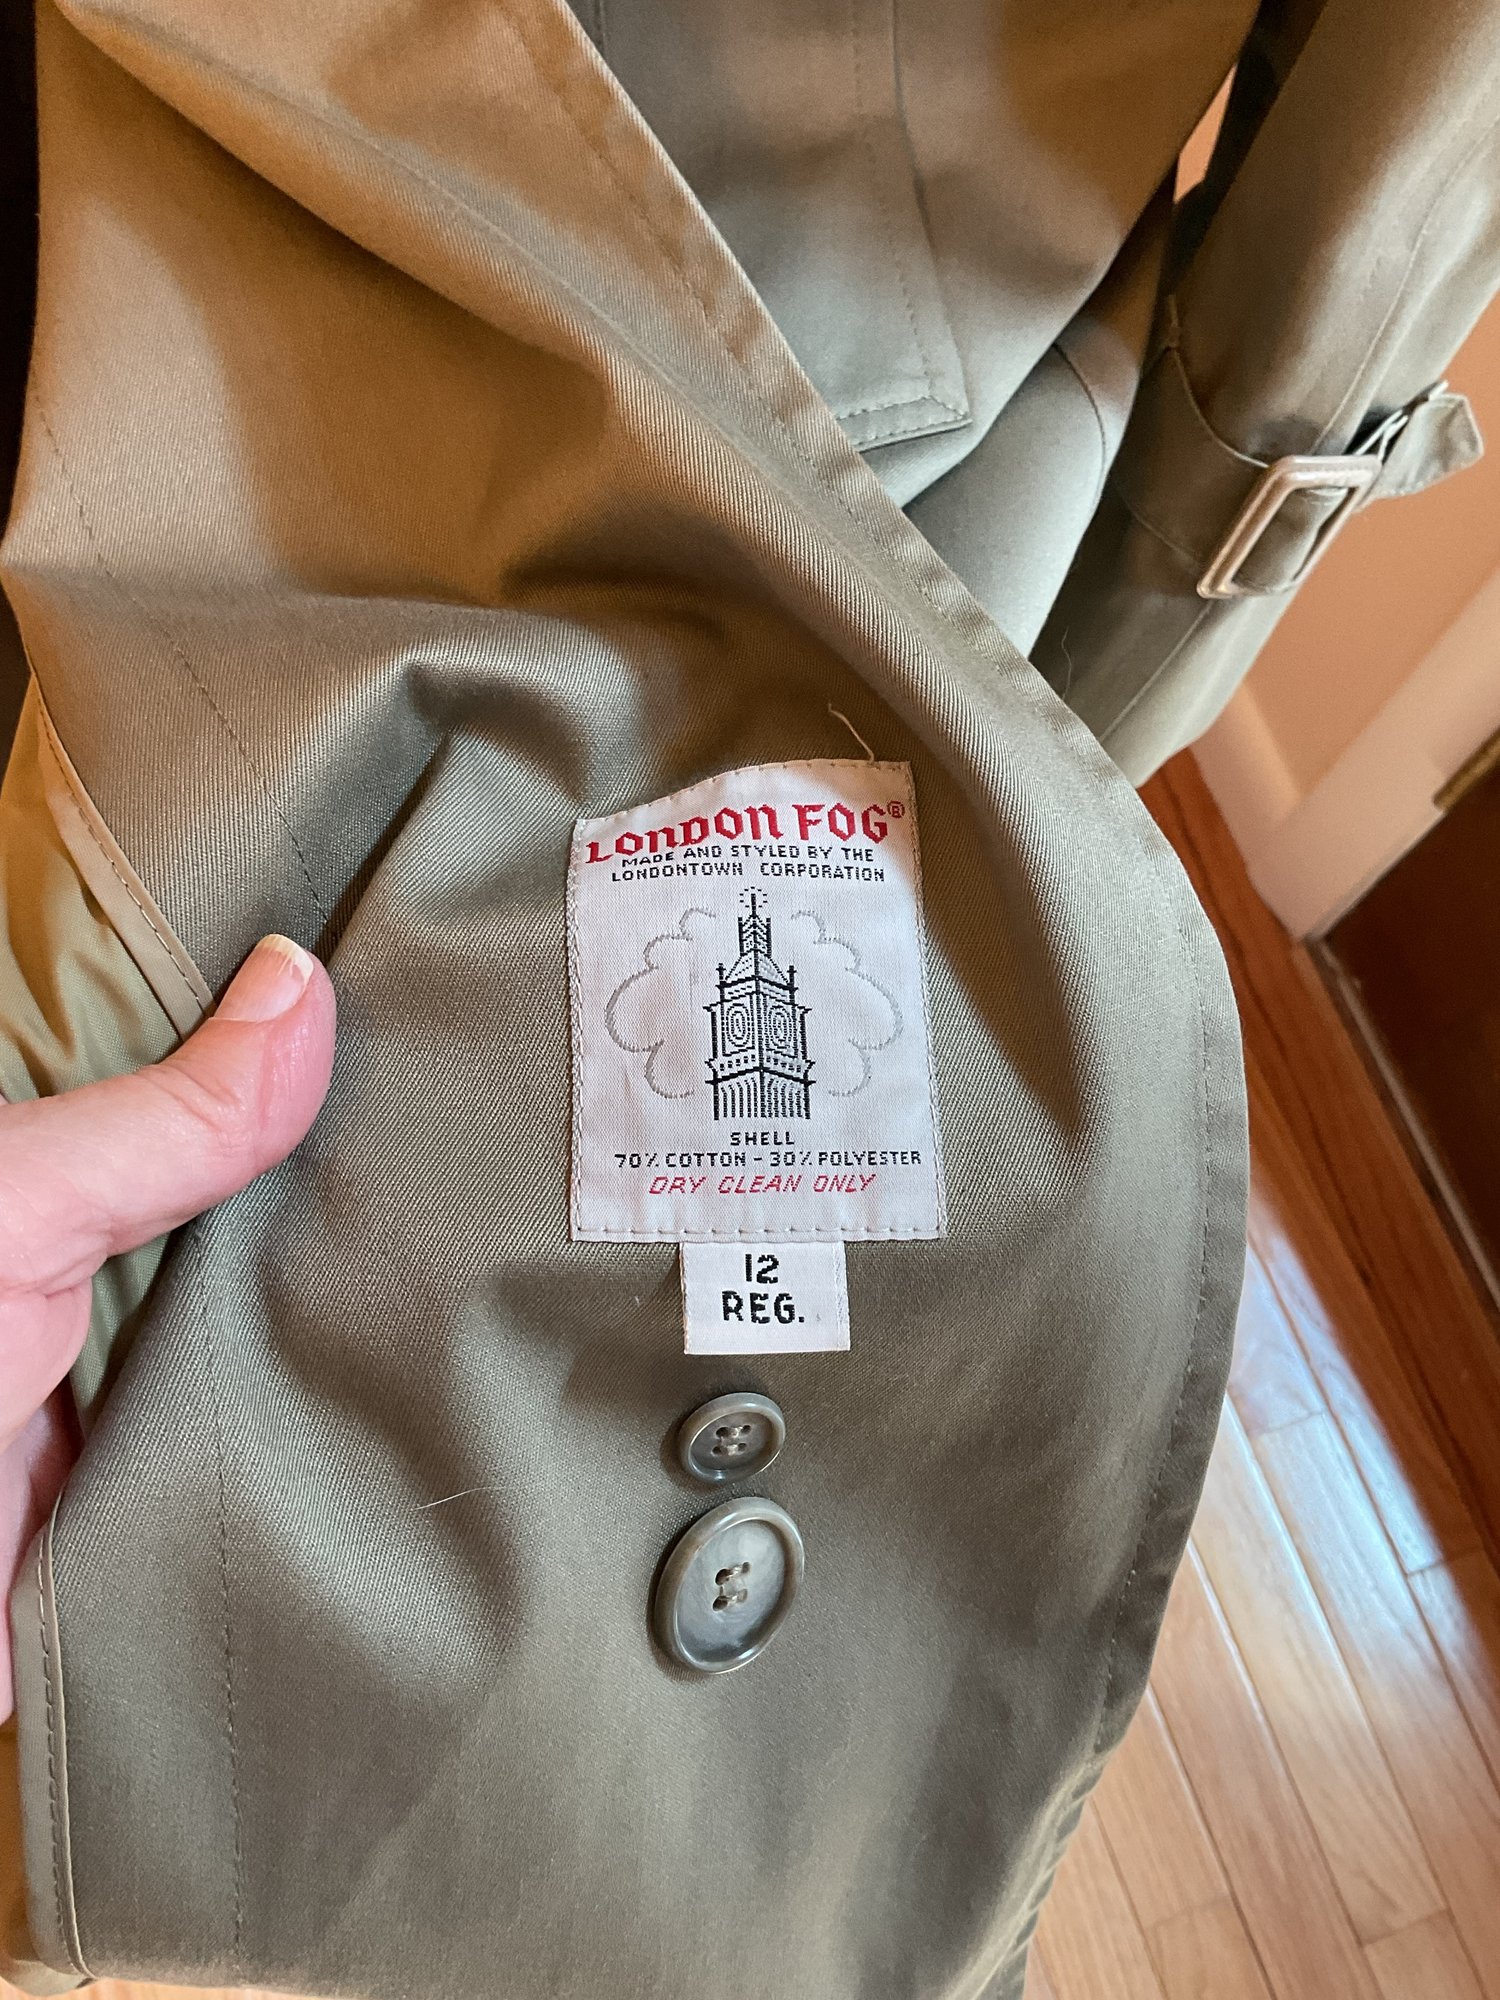 LONDON FOG®
MADE AND STYLED BY THE
LONDONTOWN CORPORATION
SHELL
70% COTTON - 30% POLYESTER
DRY CLEAN ONLY
12
REG.